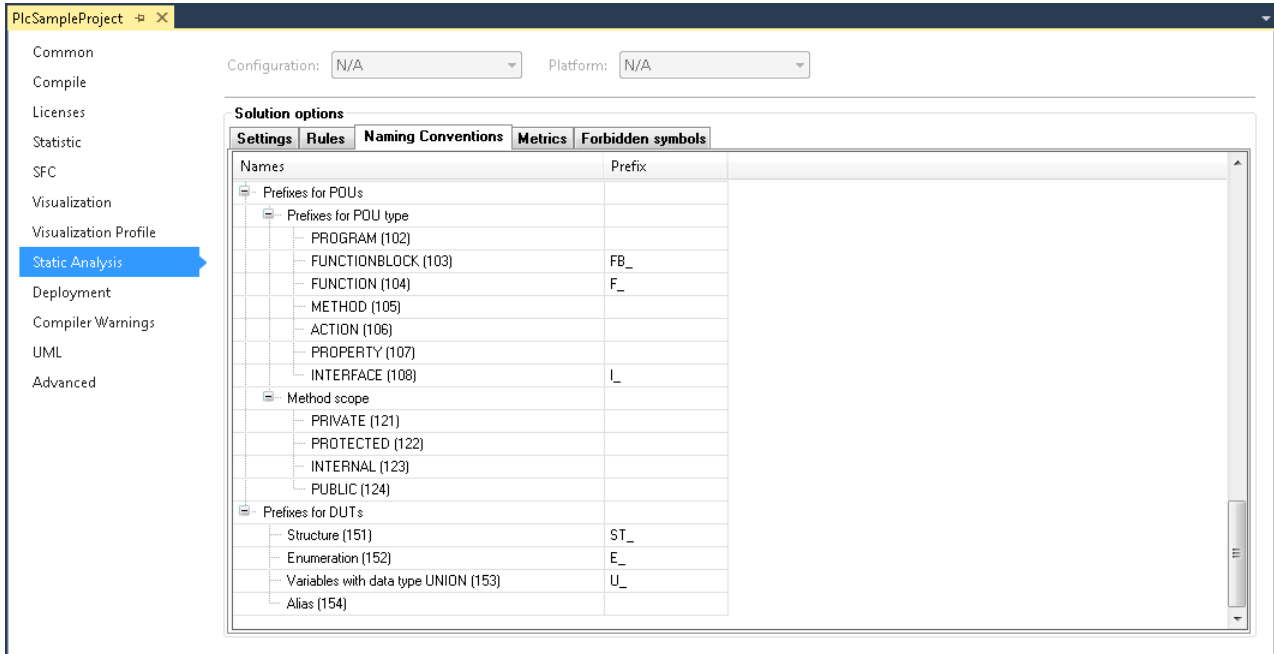 PlcSampleProject
Common
Compile
Licenses
Statistic
SFC
Visualization
Visualization Profile
Static Analysis
Deployment
Compiler Warnings
UML
Advanced
Configuration: N/A Platform: N/A
Solution options
Settings Rules Naming Conventions Metrics Forbidden symbols
Names Prefix
Prefixes for POUs
Prefixes for POU type
PROGRAM (102)
FUNCTIONBLOCK (103) FB_
FUNCTION (104) F_
METHOD (105)
ACTION (106)
PROPERTY (107)
INTERFACE (108) I_
Method scope
PRIVATE (121)
PROTECTED (122)
INTERNAL (123)
PUBLIC (124)
Prefixes for DUTs
Structure (151) ST_
Enumeration (152) E_
Variables with data type UNION (153) U_
Alias (154)